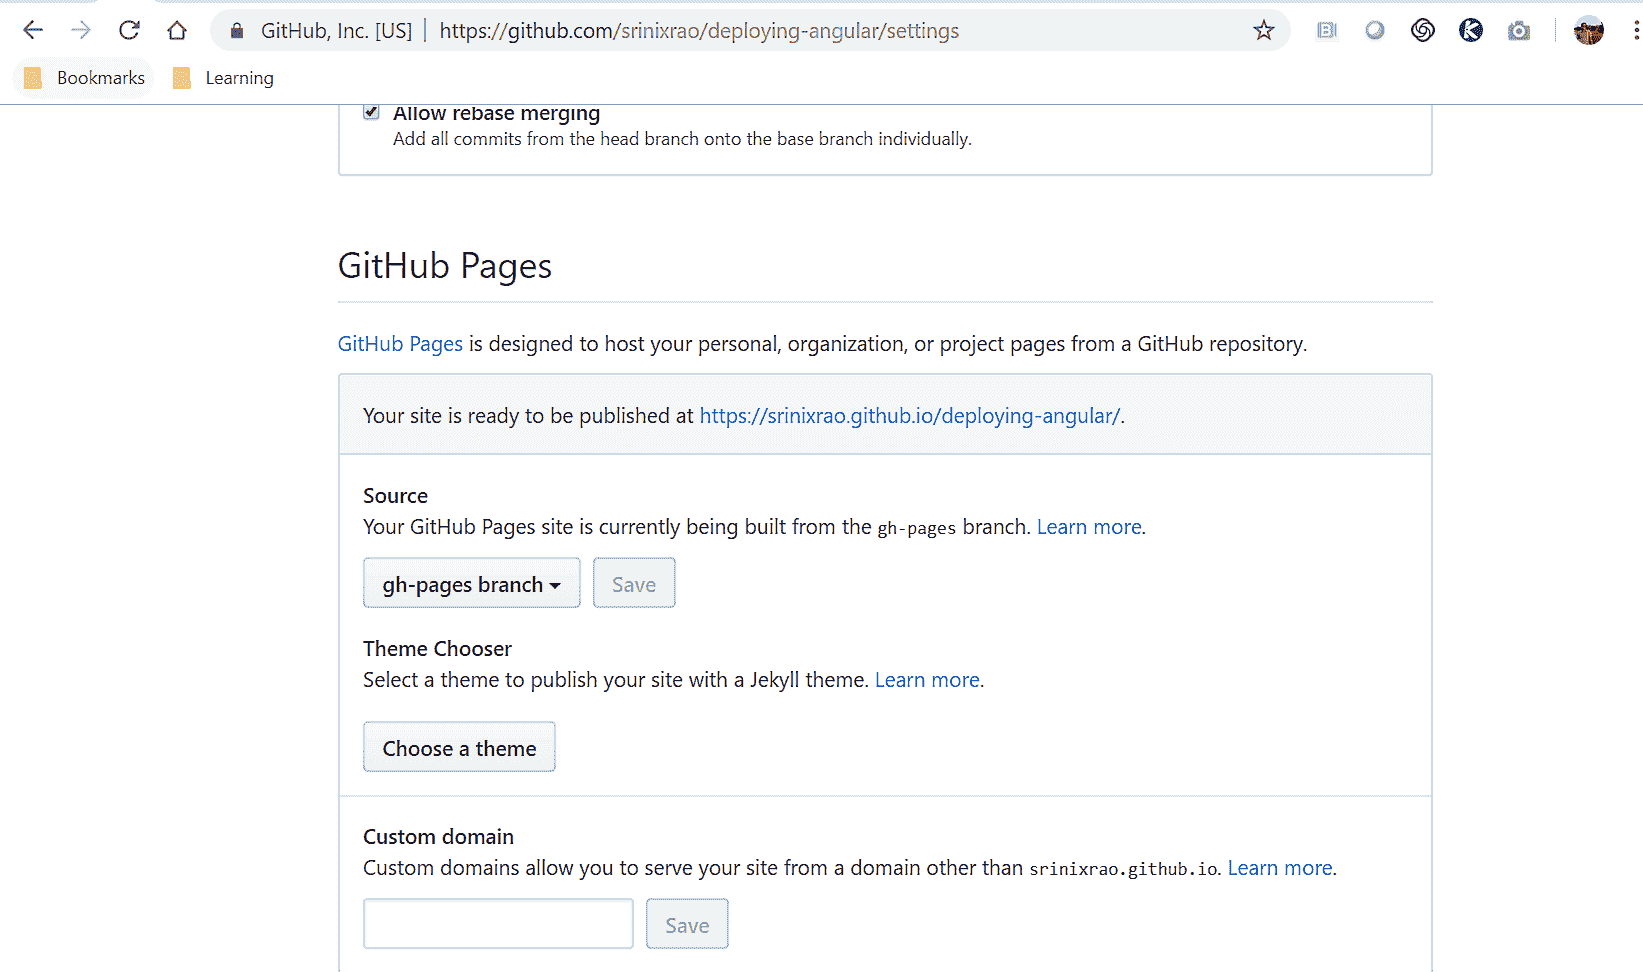 GitHub, Inc. [US] | https://github.com/srinixrao/deploying-angular/settings
Bookmarks Learning
Allow rebase merging
Add all commits from the head branch onto the base branch individually.
GitHub Pages
GitHub Pages is designed to host your personal, organization, or project pages from a GitHub repository.
Your site is ready to be published at https://srinixrao.github.io/deploying-angular/.
Source
Your GitHub Pages site is currently being built from the gh-pages branch. Learn more.
gh-pages branch Save
Theme Chooser
Select a theme to publish your site with a Jekyll theme. Learn more.
Choose a theme
Custom domain
Custom domains allow you to serve your site from a domain other than srinixrao.github.io. Learn more.
Save